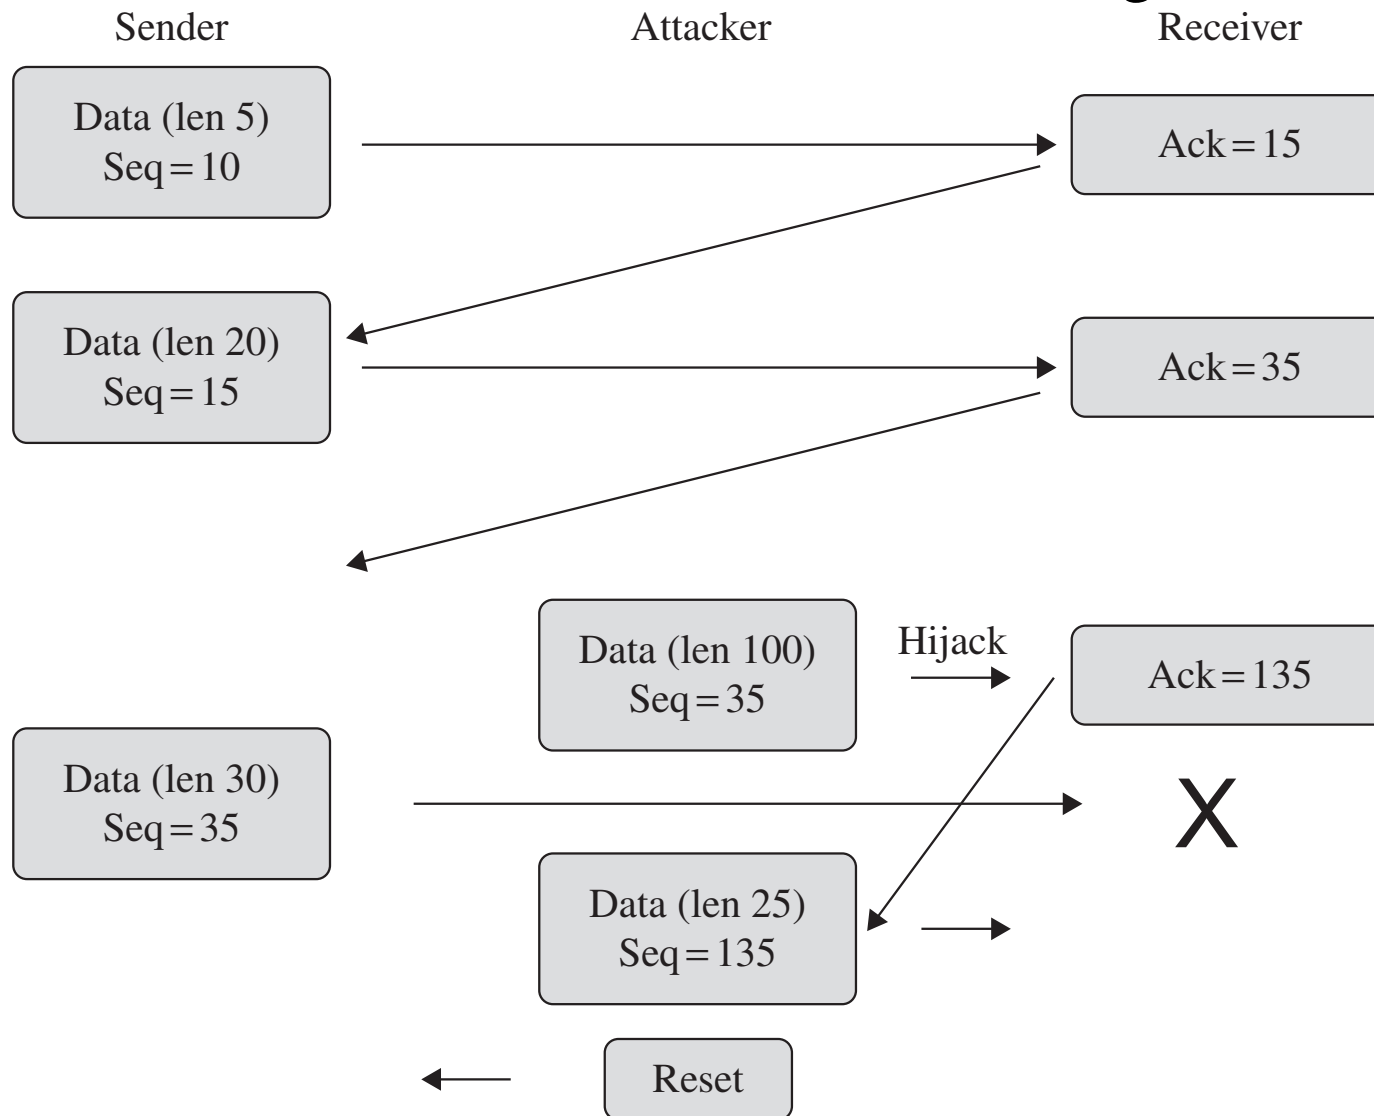 Sender
Attacker
Receiver
Data (len 5)
Seq=10
Ack=15
Data (len 20)
Seq=15
Ack=35
Data (len 100)
Seq=35
Hijack
Ack=135
Data (len 30)
Seq=35
X
Data (len 25)
Seq=135
Reset